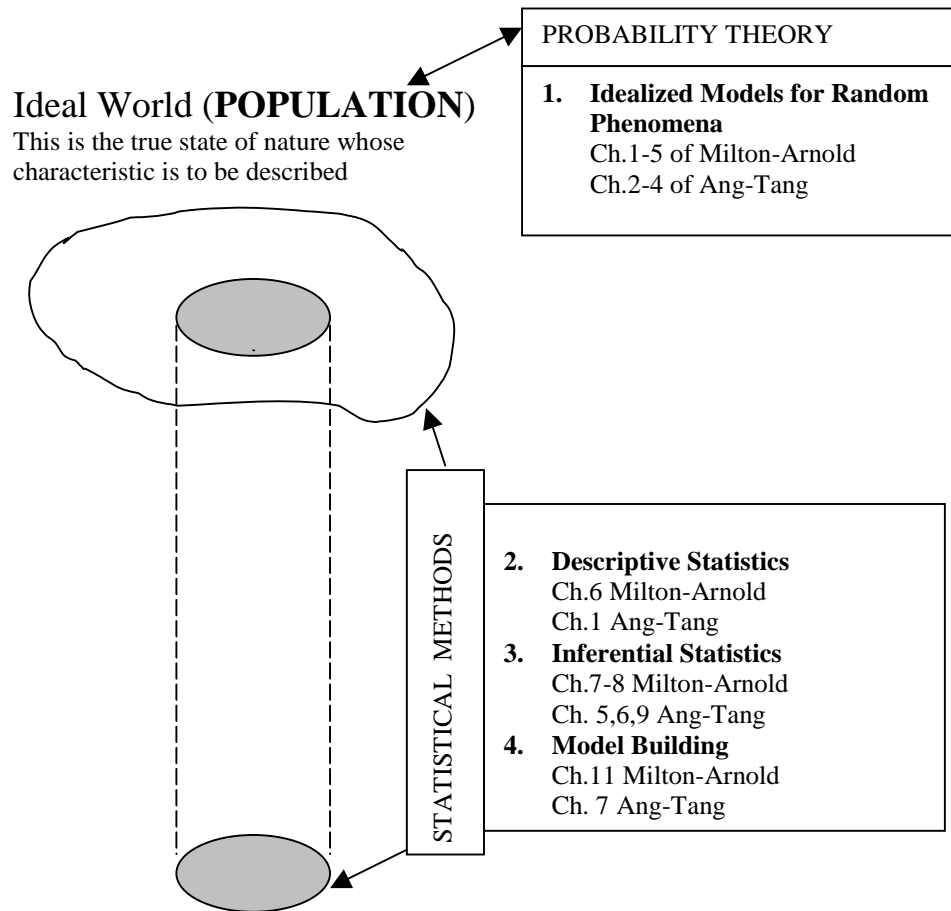 PROBABILITY THEORY
1. Idealized Models for Random
Phenomena
Ch.1-5 of Milton-Arnold
Ch.2-4 of Ang-Tang
Ideal World (POPULATION)
This is the true state of nature whose
characteristic is to be described
STATISTICAL METHODS
2. Descriptive Statistics
Ch.6 Milton-Arnold
Ch.1 Ang-Tang
3. Inferential Statistics
Ch.7-8 Milton-Arnold
Ch. 5,6,9 Ang-Tang
4. Model Building
Ch.11 Milton-Arnold
Ch. 7 Ang-Tang